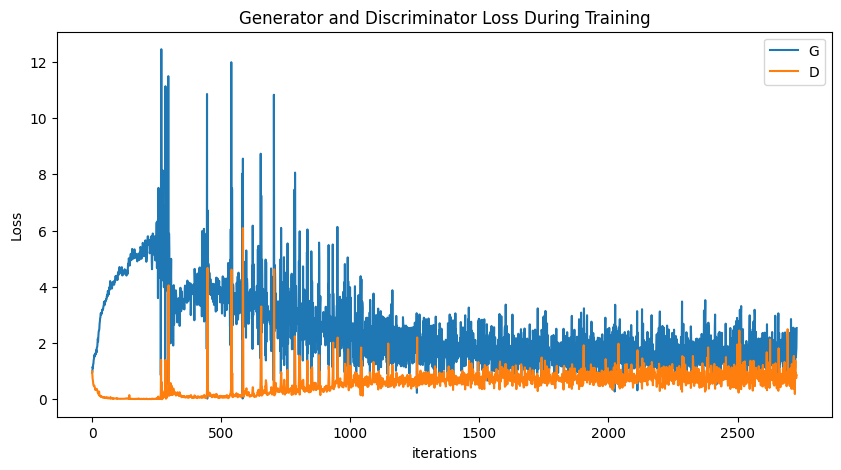 Generator and Discriminator Loss During Training
G
D
12
10
8
6
4
2
0
Loss
0 500 1000 1500 2000 2500
iterations